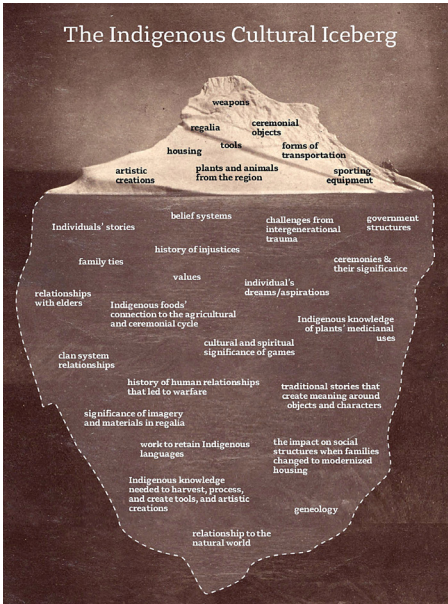 The Indigenous Cultural Iceberg
weapons
regalia
ceremonial
objects
tools
housing
forms of
transportation
artistic
creations
plants and animals
from the region
sporting
equipment
belief systems
Individuals' stories
challenges from
intergenerational
trauma
government
structures
history of injustices
family ties
ceremonies &
their significance
values
individual's
dreams/aspirations
relationships
with elders
Indigenous foods'
connection to the agricultural
and ceremonial cycle
Indigenous knowledge
of plants' medicianal
uses
cultural and spiritual
significance of games
clan system
relationships
history of human relationships
that led to warfare
traditional stories that
create meaning around
objects and characters
significance of imagery
and materials in regalia
work to retain Indigenous
languages
the impact on social
structures when families
changed to modernized
housing
Indigenous knowledge
needed to harvest, process,
and create tools, and artistic
creations
geneology
relationship to the
natural world